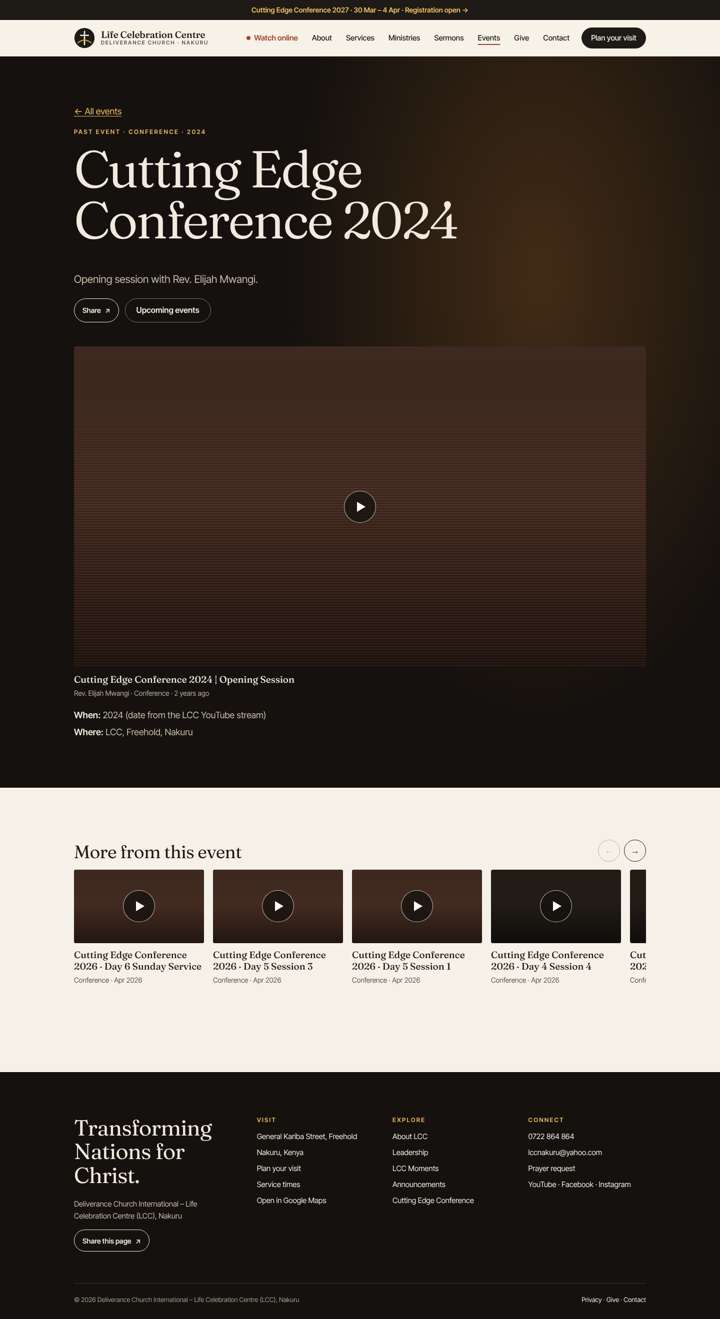 Cutting Edge Conference 2027 · 30 Mar – 4 Apr · Registration open →
Life Celebration Centre
DELIVERANCE CHURCH · NAKURU
Watch online
About
Services
Ministries
Sermons
Events
Give
Contact
Plan your visit
← All events
PAST EVENT · CONFERENCE · 2024
Cutting Edge
Conference 2024
Opening session with Rev. Elijah Mwangi.
Share ↗
Upcoming events
Cutting Edge Conference 2024 | Opening Session
Rev. Elijah Mwangi · Conference · 2 years ago
When: 2024 (date from the LCC YouTube stream)
Where: LCC, Freehold, Nakuru
More from this event
← →
Cutting Edge Conference
2026 - Day 6 Sunday Service
Conference · Apr 2026
Cutting Edge Conference
2026 - Day 5 Session 3
Conference · Apr 2026
Cutting Edge Conference
2026 - Day 5 Session 1
Conference · Apr 2026
Cutting Edge Conference
2026 - Day 4 Session 4
Conference · Apr 2026
Transforming
Nations for
Christ.
Deliverance Church International – Life
Celebration Centre (LCC), Nakuru
Share this page ↗
VISIT
General Kariba Street, Freehold
Nakuru, Kenya
Plan your visit
Service times
Open in Google Maps
EXPLORE
About LCC
Leadership
LCC Moments
Announcements
Cutting Edge Conference
CONNECT
0722 864 864
lccnakuru@yahoo.com
Prayer request
YouTube · Facebook · Instagram
© 2026 Deliverance Church International – Life Celebration Centre (LCC), Nakuru
Privacy · Give · Contact